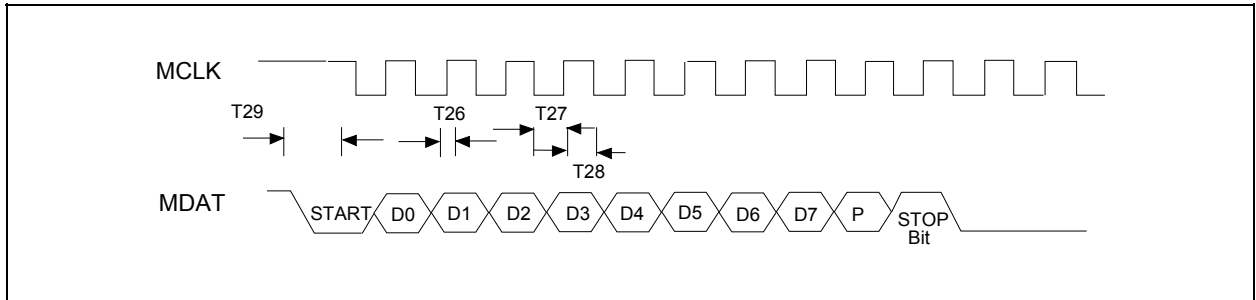 MCLK
T29
T26
T27
T28
MDAT
START D0 D1 D2 D3 D4 D5 D6 D7 P STOP
Bit